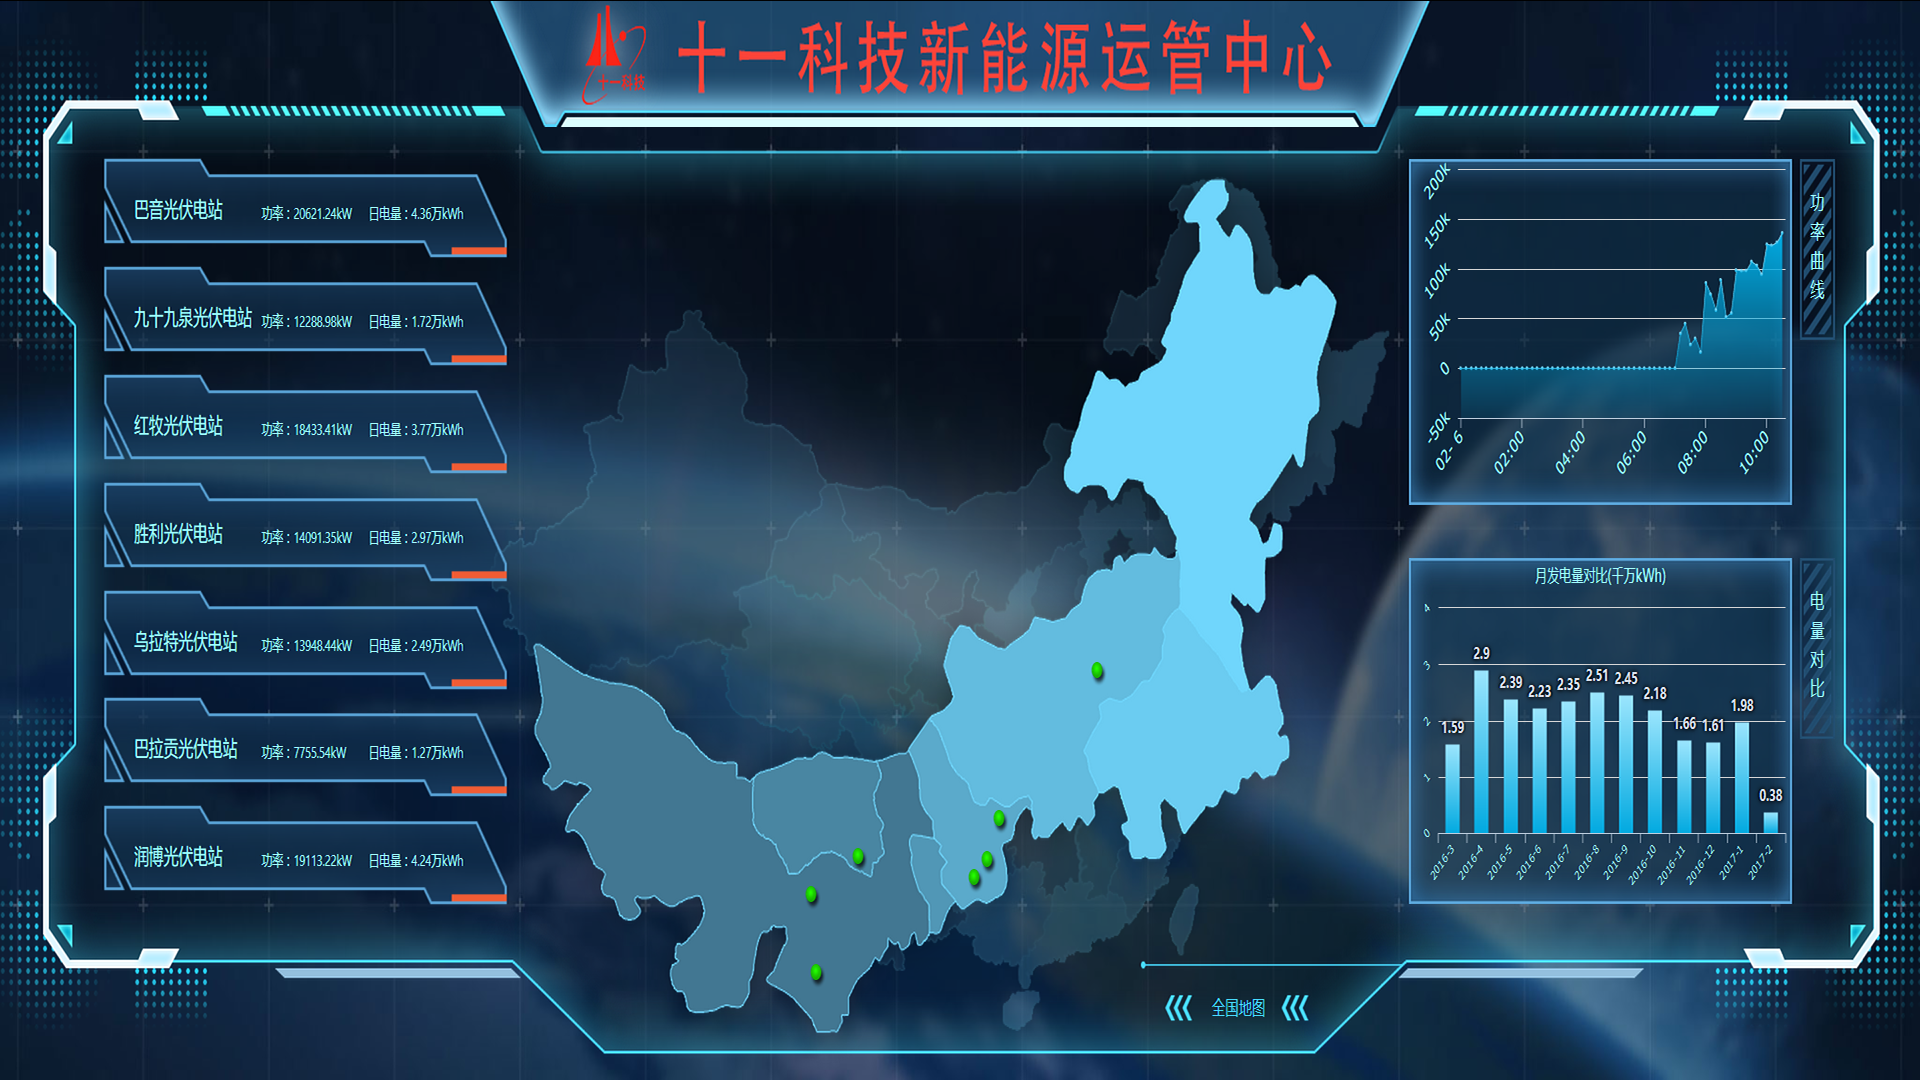 十一科技
十一科技新能源运管中心
巴音光伏电站 功率 : 20621.24kW 日电量 : 4.36万kWh
九十九泉光伏电站 功率 : 12288.98kW 日电量 : 1.72万kWh
红牧光伏电站 功率 : 18433.41kW 日电量 : 3.77万kWh
胜利光伏电站 功率 : 14091.35kW 日电量 : 2.97万kWh
乌拉特光伏电站 功率 : 13948.44kW 日电量 : 2.49万kWh
巴拉贡光伏电站 功率 : 7755.54kW 日电量 : 1.27万kWh
润博光伏电站 功率 : 19113.22kW 日电量 : 4.24万kWh
全国地图
功率曲线
200k
150k
100k
50k
0
-50k
02- 6 02:00 04:00 06:00 08:00 10:00
电量对比
月发电量对比(千万kWh)
4
3
2
1
0
1.59 2.9 2.39 2.23 2.35 2.51 2.45 2.18 1.66 1.61 1.98 0.38
2016-3 2016-4 2016-5 2016-6 2016-7 2016-8 2016-9 2016-10 2016-11 2016-12 2017-1 2017-2